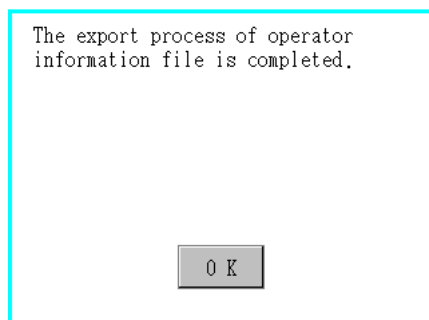 The export process of operator
information file is completed.
O K